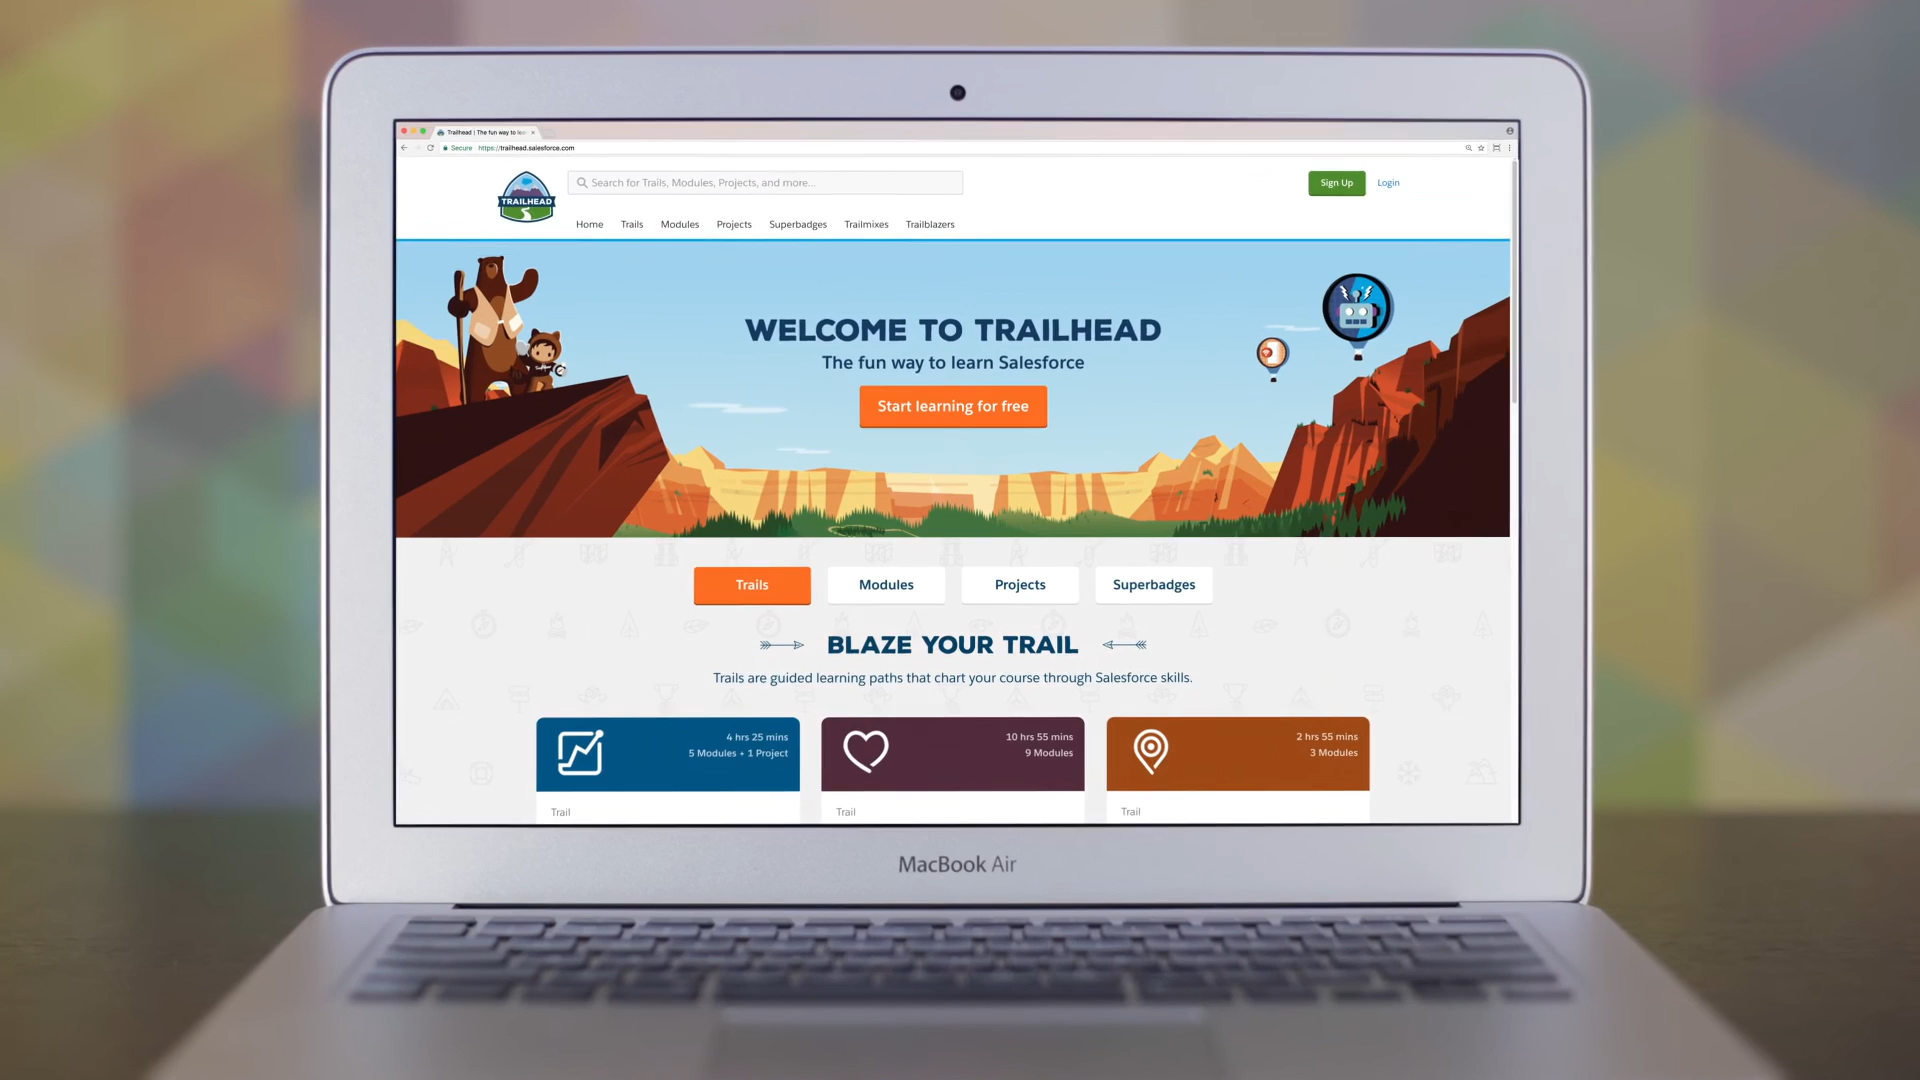 Trailhead | The fun way to lea
Secure https://trailhead.salesforce.com
TRAILHEAD
Search for Trails, Modules, Projects, and more...
Sign Up Login
Home Trails Modules Projects Superbadges Trailmixes Trailblazers
WELCOME TO TRAILHEAD
The fun way to learn Salesforce
Start learning for free
Trails Modules Projects Superbadges
BLAZE YOUR TRAIL
Trails are guided learning paths that chart your course through Salesforce skills.
4 hrs 25 mins
5 Modules + 1 Project
10 hrs 55 mins
9 Modules
2 hrs 55 mins
3 Modules
Trail Trail Trail
MacBook Air